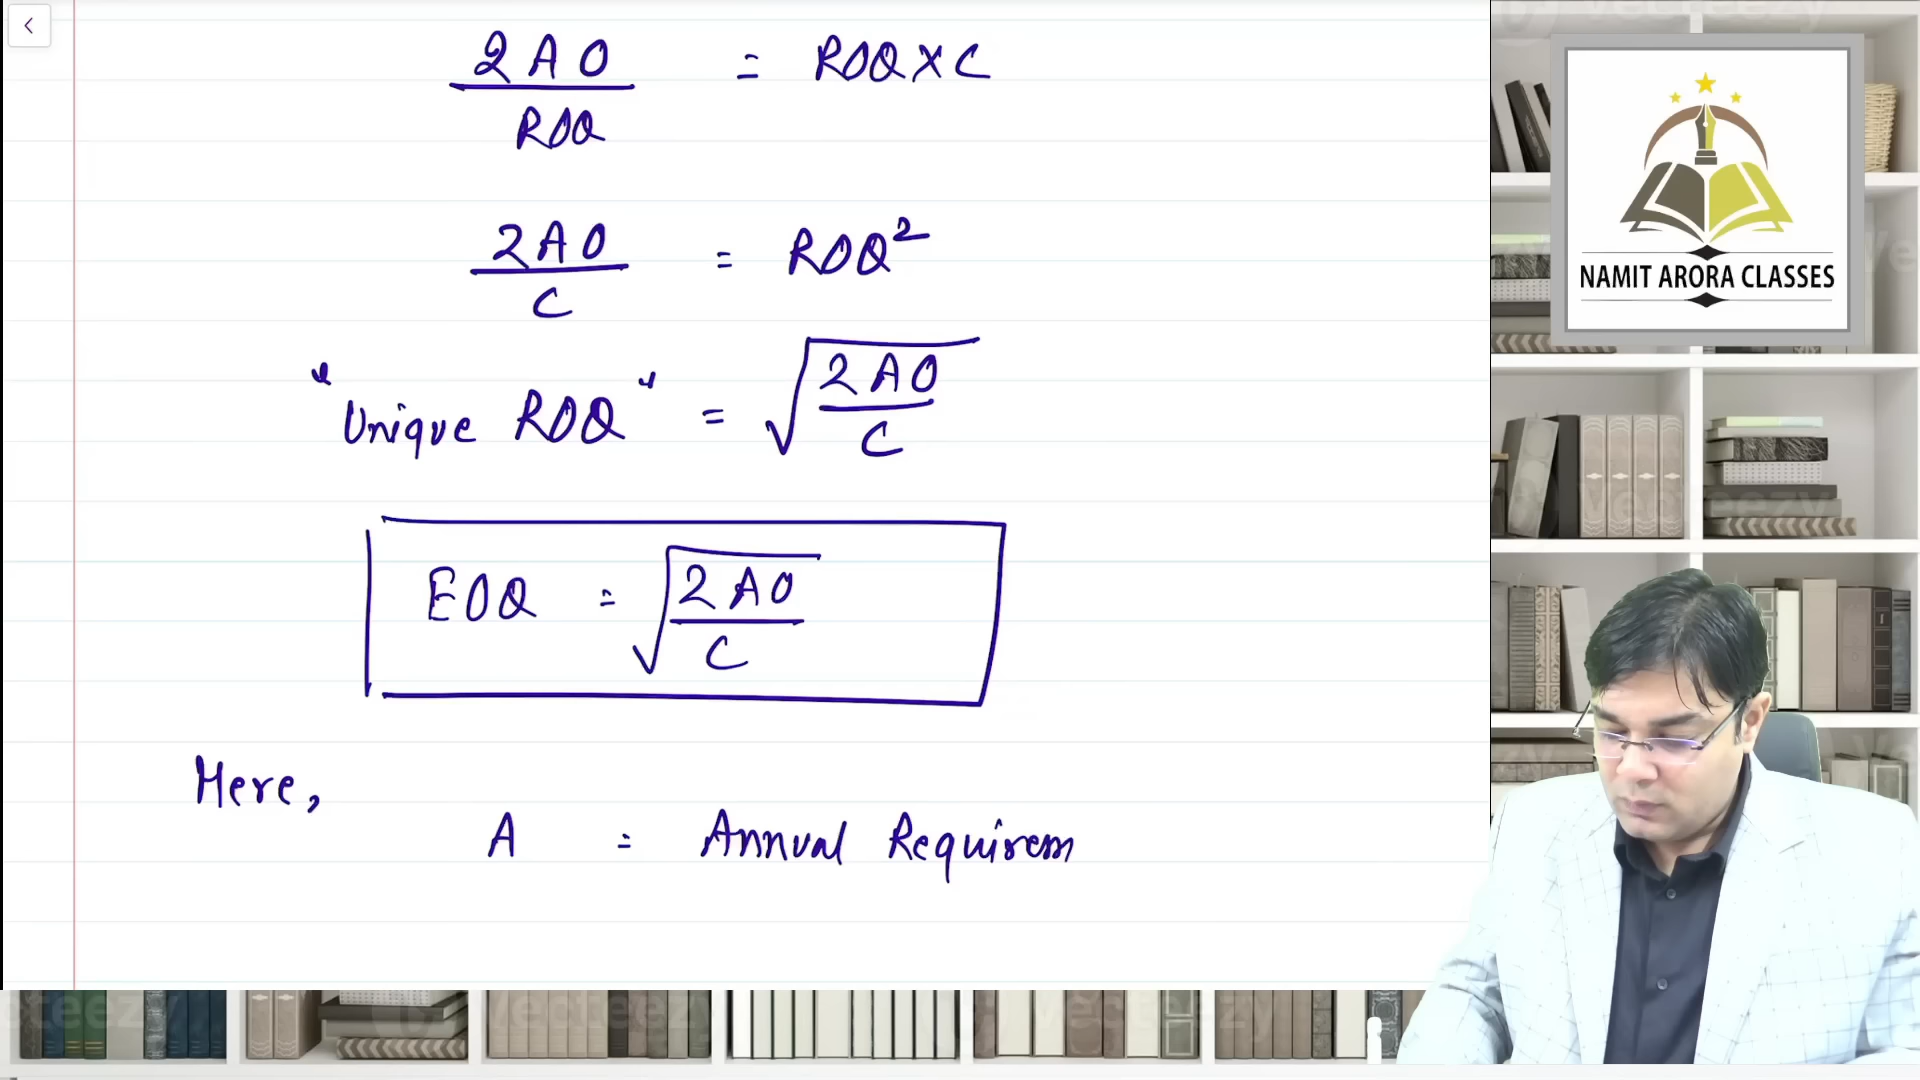 2AO = ROQ X C
ROQ
2AO = ROQ²
C
"Unique ROQ" = √2AO
C
EOQ = √2AO
C
Here,
A = Annual Requirem
NAMIT ARORA CLASSES